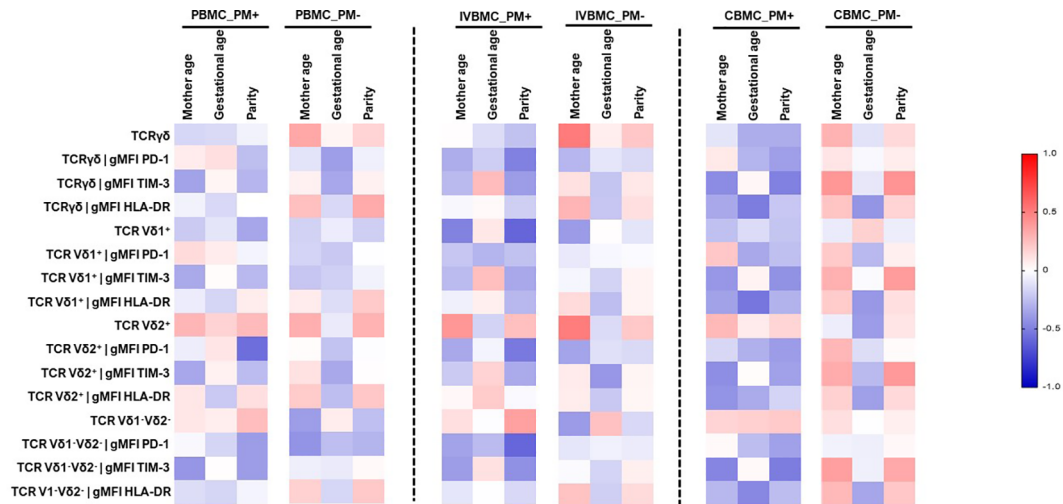 PBMC_PM+ PBMC_PM- IVBMC_PM+ IVBMC_PM- CBMC_PM+ CBMC_PM-
Mother age Gestational age Parity Mother age Gestational age Parity Mother age Gestational age Parity Mother age Gestational age Parity Mother age Gestational age Parity Mother age Gestational age Parity
TCRγδ
TCRγδ | gMFI PD-1
TCRγδ | gMFI TIM-3
TCRγδ | gMFI HLA-DR
TCR Vδ1⁺
TCR Vδ1⁺ | gMFI PD-1
TCR Vδ1⁺ | gMFI TIM-3
TCR Vδ1⁺ | gMFI HLA-DR
TCR Vδ2⁺
TCR Vδ2⁺ | gMFI PD-1
TCR Vδ2⁺ | gMFI TIM-3
TCR Vδ2⁺ | gMFI HLA-DR
TCR Vδ1⁻Vδ2⁻
TCR Vδ1⁻Vδ2⁻ | gMFI PD-1
TCR Vδ1⁻Vδ2⁻ | gMFI TIM-3
TCR V1⁻Vδ2⁻ | gMFI HLA-DR
1.0
0.5
0
-0.5
-1.0